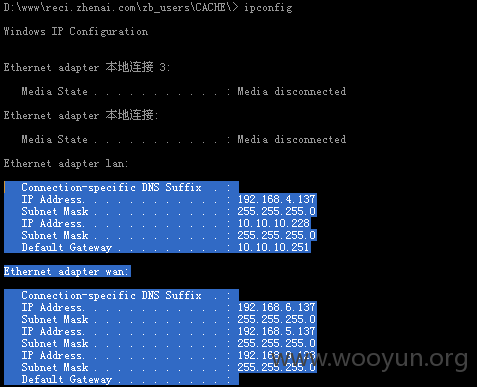 D:\www\reci.zhenai.com\zb_users\CACHE\> ipconfig
Windows IP Configuration
Ethernet adapter 本地连接 3:
Media State . . . . . . . . . . . : Media disconnected
Ethernet adapter 本地连接:
Media State . . . . . . . . . . . : Media disconnected
Ethernet adapter lan:
Connection-specific DNS Suffix . :
IP Address. . . . . . . . . . . . : 192.168.4.137
Subnet Mask . . . . . . . . . . . : 255.255.255.0
IP Address. . . . . . . . . . . . : 10.10.10.228
Subnet Mask . . . . . . . . . . . : 255.255.255.0
Default Gateway . . . . . . . . . : 10.10.10.251
Ethernet adapter wan:
Connection-specific DNS Suffix . :
IP Address. . . . . . . . . . . . : 192.168.6.137
Subnet Mask . . . . . . . . . . . : 255.255.255.0
IP Address. . . . . . . . . . . . : 192.168.5.137
Subnet Mask . . . . . . . . . . . : 255.255.255.0
IP Address. . . . . . . . . . . . :
Subnet Mask . . . . . . . . . . . : 255.255.255.0
Default Gateway . . . . . . . . . :
www.wooyun.org